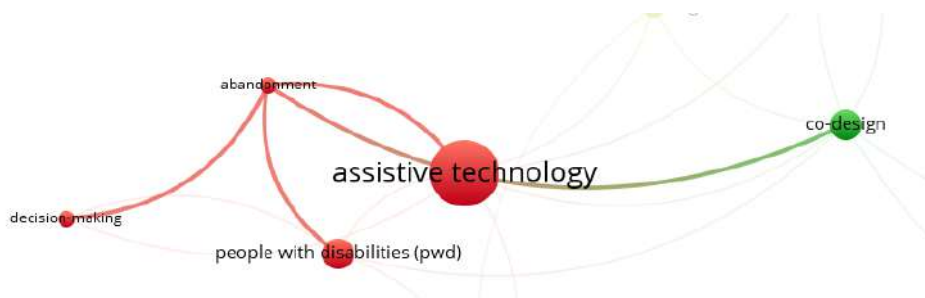 abandonment
co-design
assistive technology
decision-making
people with disabilities (pwd)